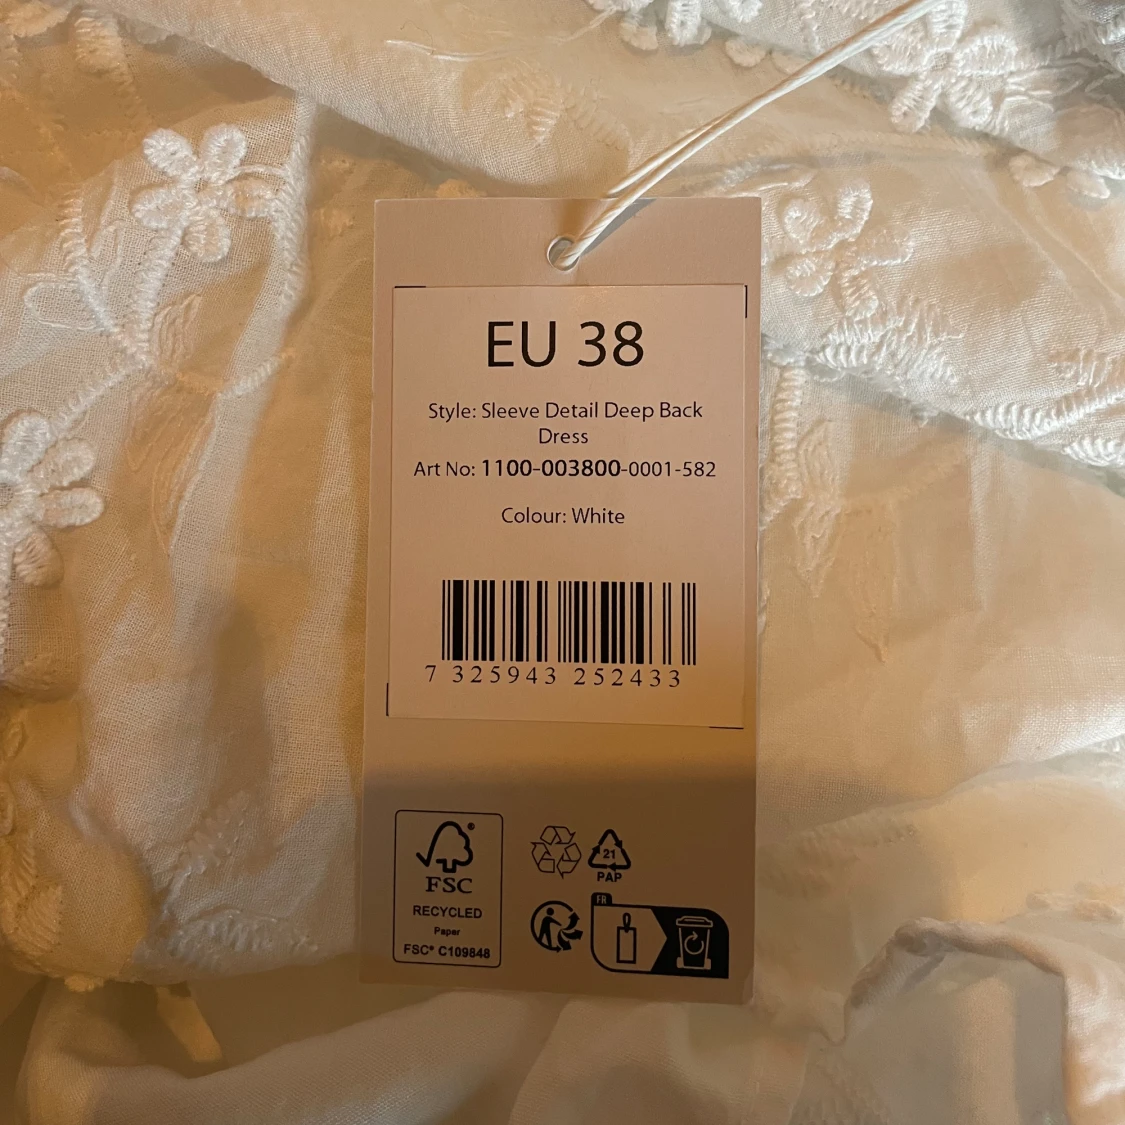 EU 38
Style: Sleeve Detail Deep Back
Dress
Art No: 1100-003800-0001-582
Colour: White
7 325943 252433
FSC®
RECYCLED
Paper
FSC® C109848
21
PAP
FR